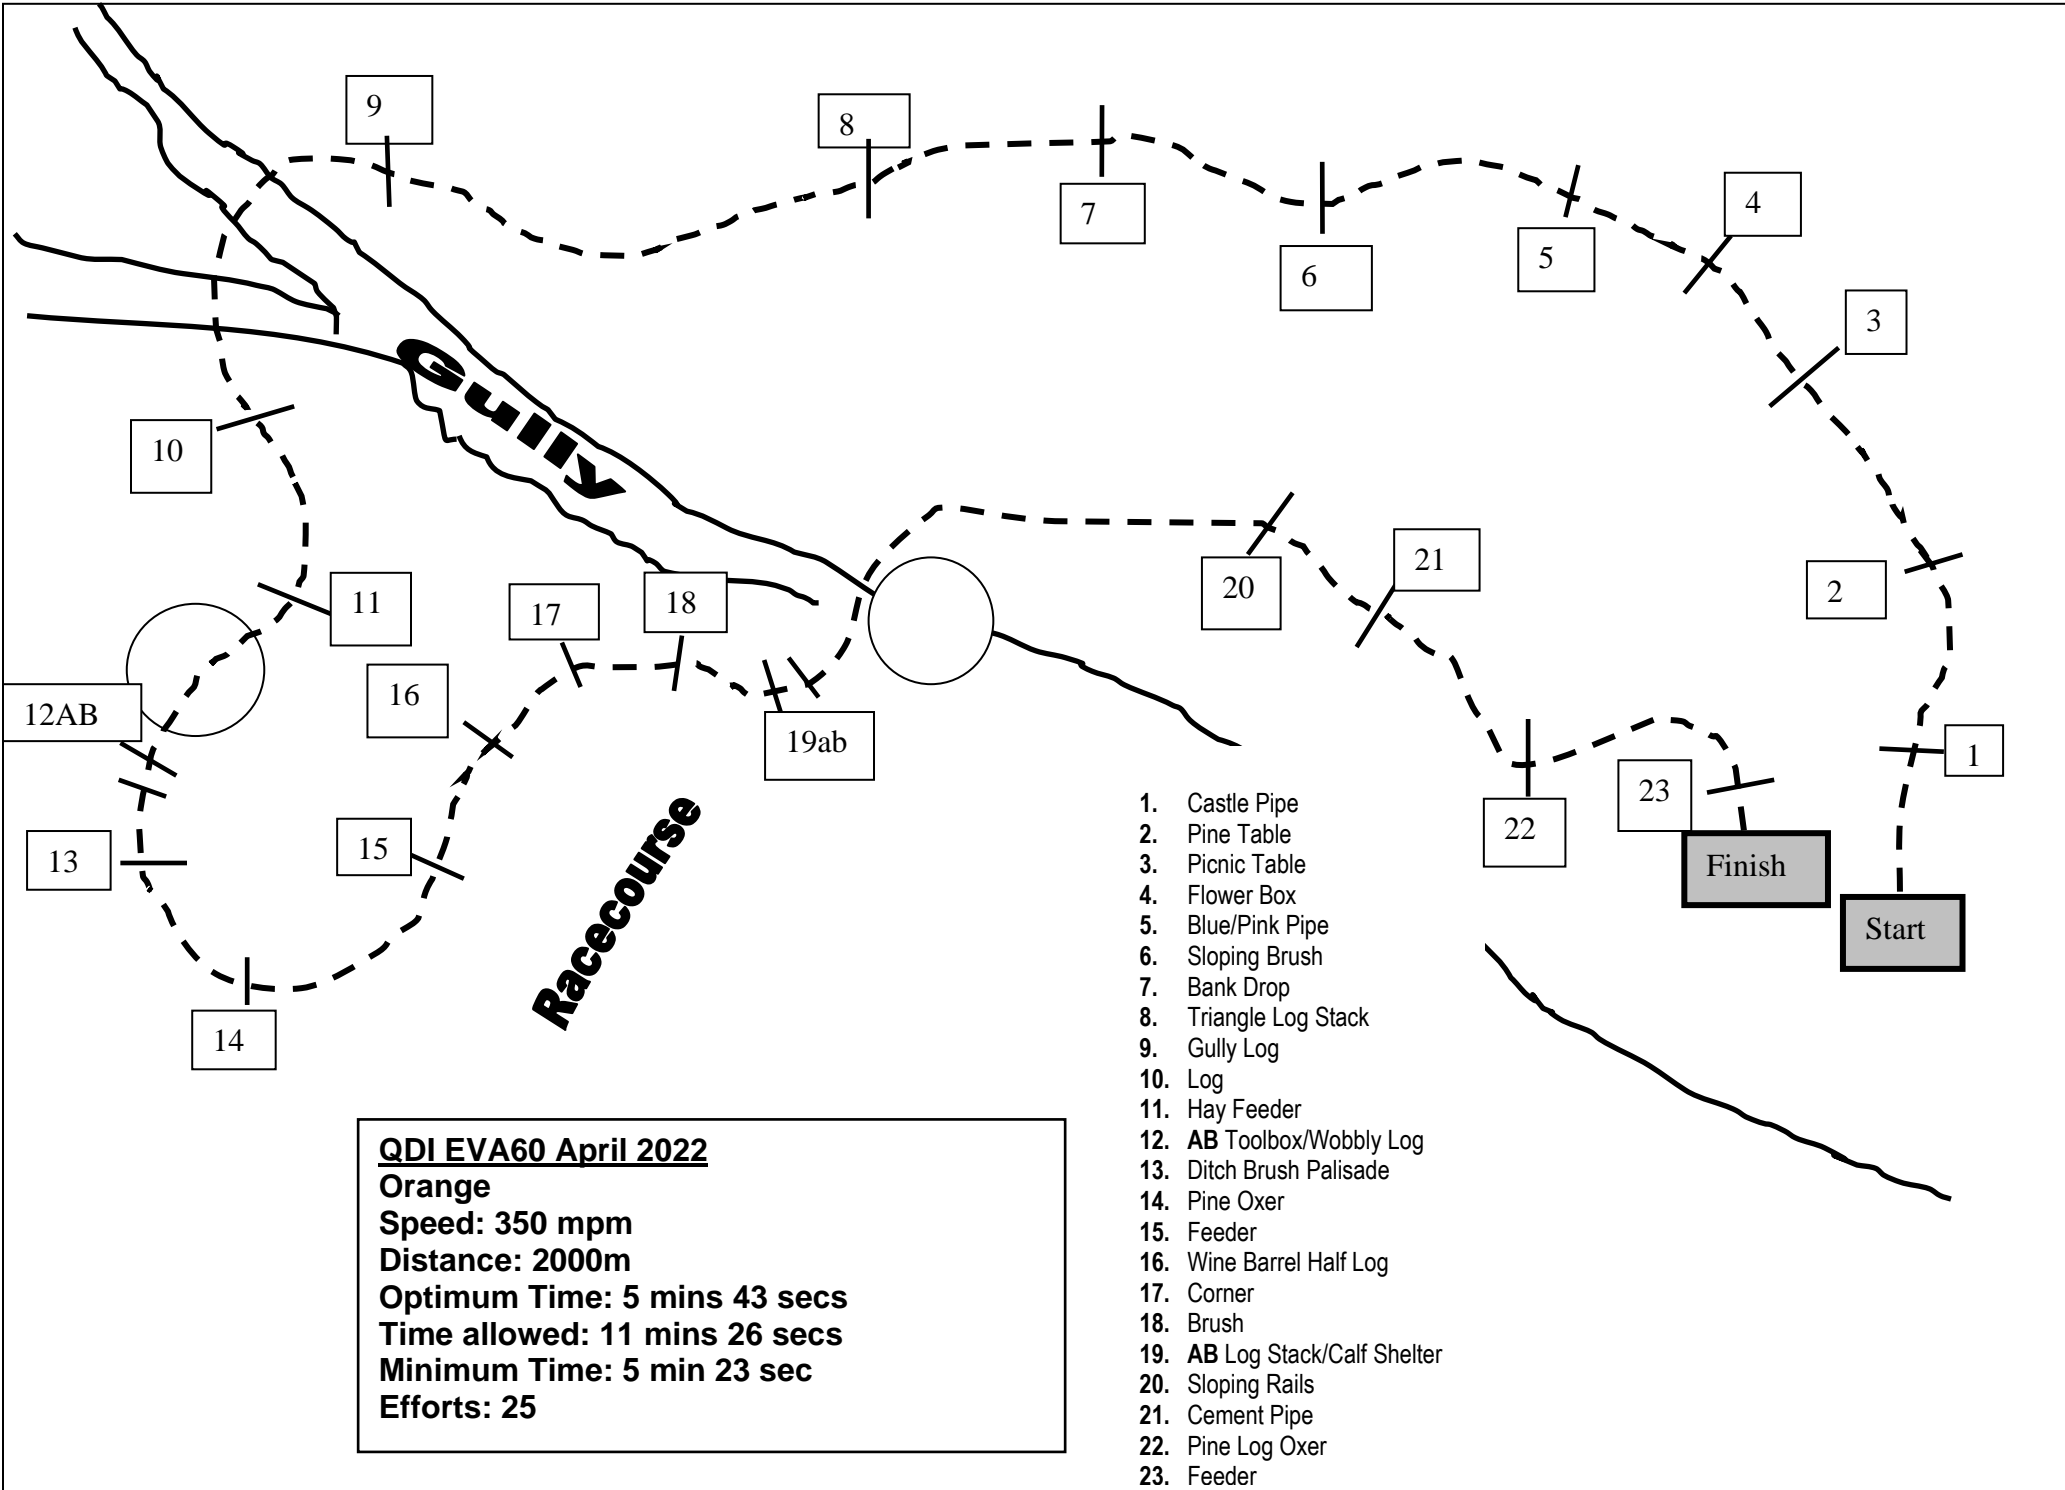 9
8
7
6
5
4
3
2
1
10
11
12AB
13
14
15
16
17
18
19ab
20
21
22
23
Finish
Start
Gully
Racecourse
1. Castle Pipe
2. Pine Table
3. Picnic Table
4. Flower Box
5. Blue/Pink Pipe
6. Sloping Brush
7. Bank Drop
8. Triangle Log Stack
9. Gully Log
10. Log
11. Hay Feeder
12. AB Toolbox/Wobbly Log
13. Ditch Brush Palisade
14. Pine Oxer
15. Feeder
16. Wine Barrel Half Log
17. Corner
18. Brush
19. AB Log Stack/Calf Shelter
20. Sloping Rails
21. Cement Pipe
22. Pine Log Oxer
23. Feeder
QDI EVA60 April 2022
Orange
Speed: 350 mpm
Distance: 2000m
Optimum Time: 5 mins 43 secs
Time allowed: 11 mins 26 secs
Minimum Time: 5 min 23 sec
Efforts: 25